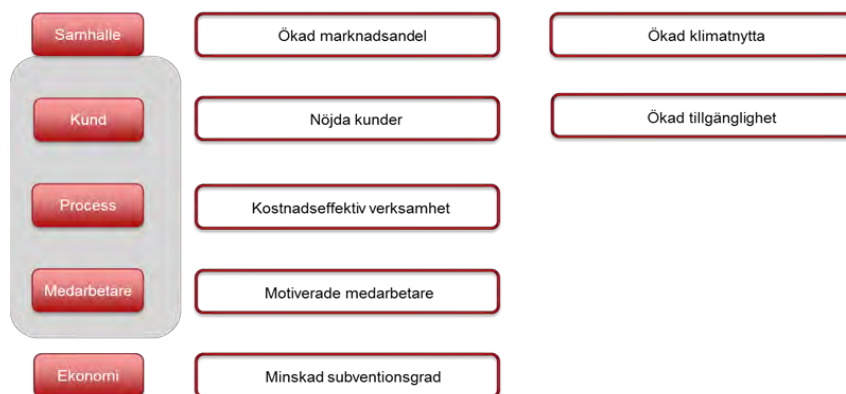 Samhälle
Ökad marknadsandel
Ökad klimatnytta
Kund
Nöjda kunder
Ökad tillgänglighet
Process
Kostnadseffektiv verksamhet
Medarbetare
Motiverade medarbetare
Ekonomi
Minskad subventionsgrad